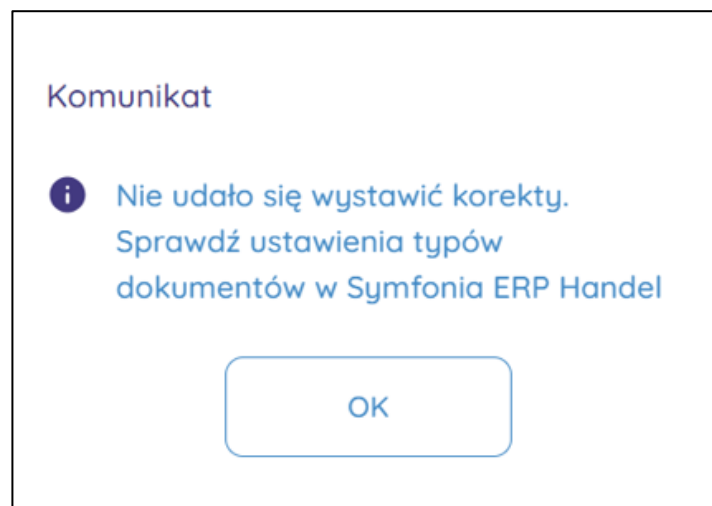 Komunikat
Nie udało się wystawić korekty.
Sprawdź ustawienia typów
dokumentów w Symfonia ERP Handel
OK